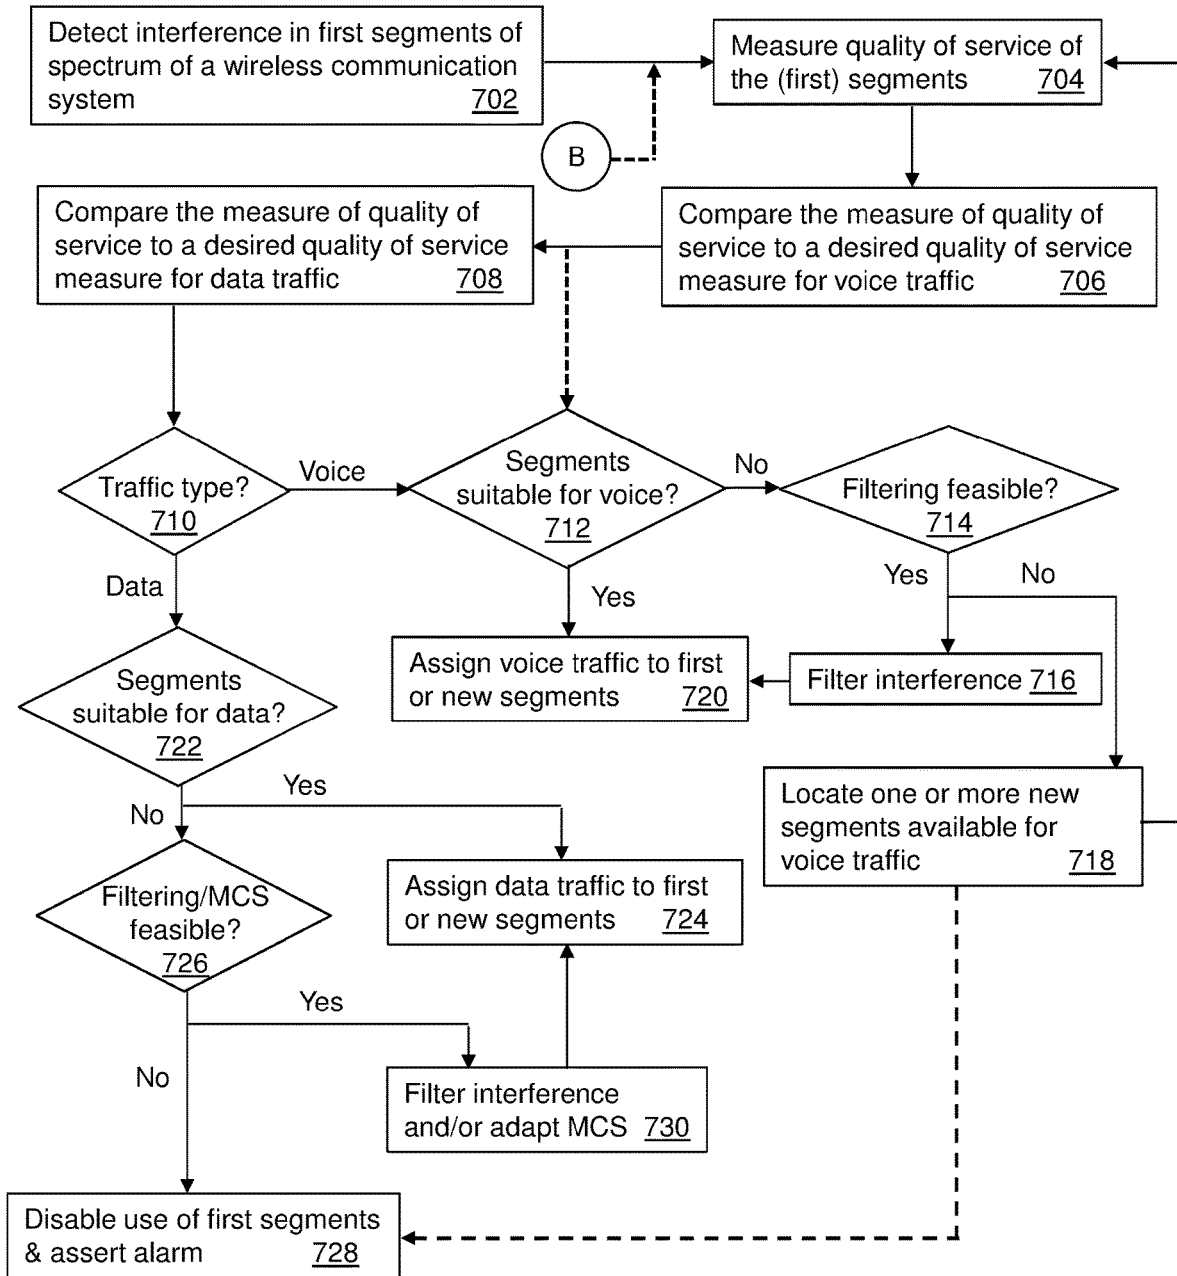 Detect interference in first segments of
spectrum of a wireless communication
system 702
Measure quality of service of
the (first) segments 704
B
Compare the measure of quality of
service to a desired quality of service
measure for data traffic 708
Compare the measure of quality of
service to a desired quality of service
measure for voice traffic 706
Traffic type?
710
Voice
Segments
suitable for voice?
712
No
Filtering feasible?
714
Data
Yes
Yes
No
Segments
suitable for data?
722
Assign voice traffic to first
or new segments 720
Filter interference 716
Yes
No
Locate one or more new
segments available for
voice traffic 718
Filtering/MCS
feasible?
726
Assign data traffic to first
or new segments 724
Yes
No
Filter interference
and/or adapt MCS 730
Disable use of first segments
& assert alarm 728